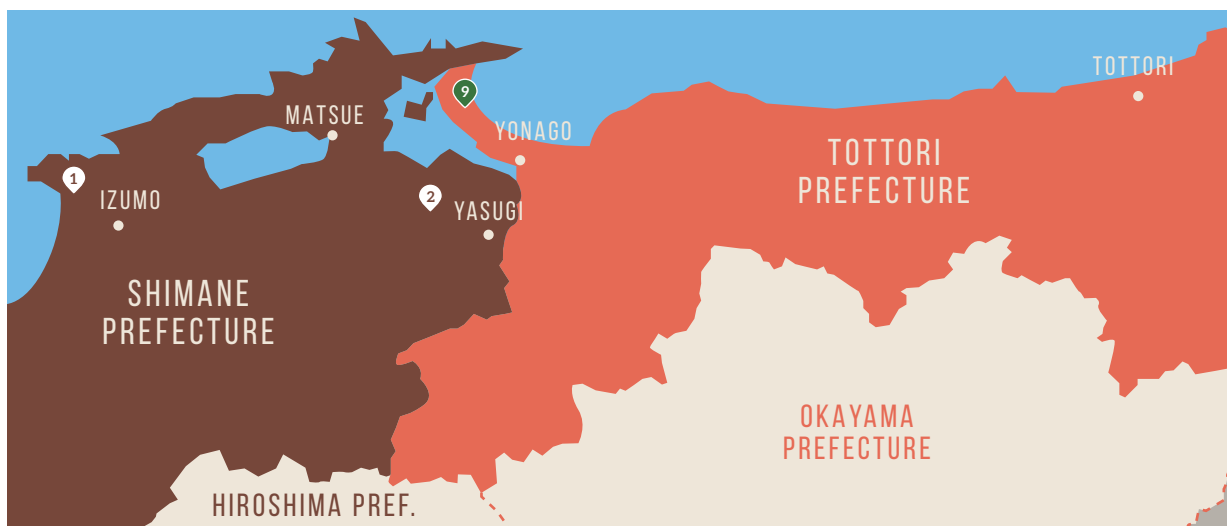 TOTTORI
9
MATSUE
YONAGO
TOTTORI
PREFECTURE
1
IZUMO
2
YASUGI
SHIMANE
PREFECTURE
OKAYAMA
PREFECTURE
HIROSHIMA PREF.